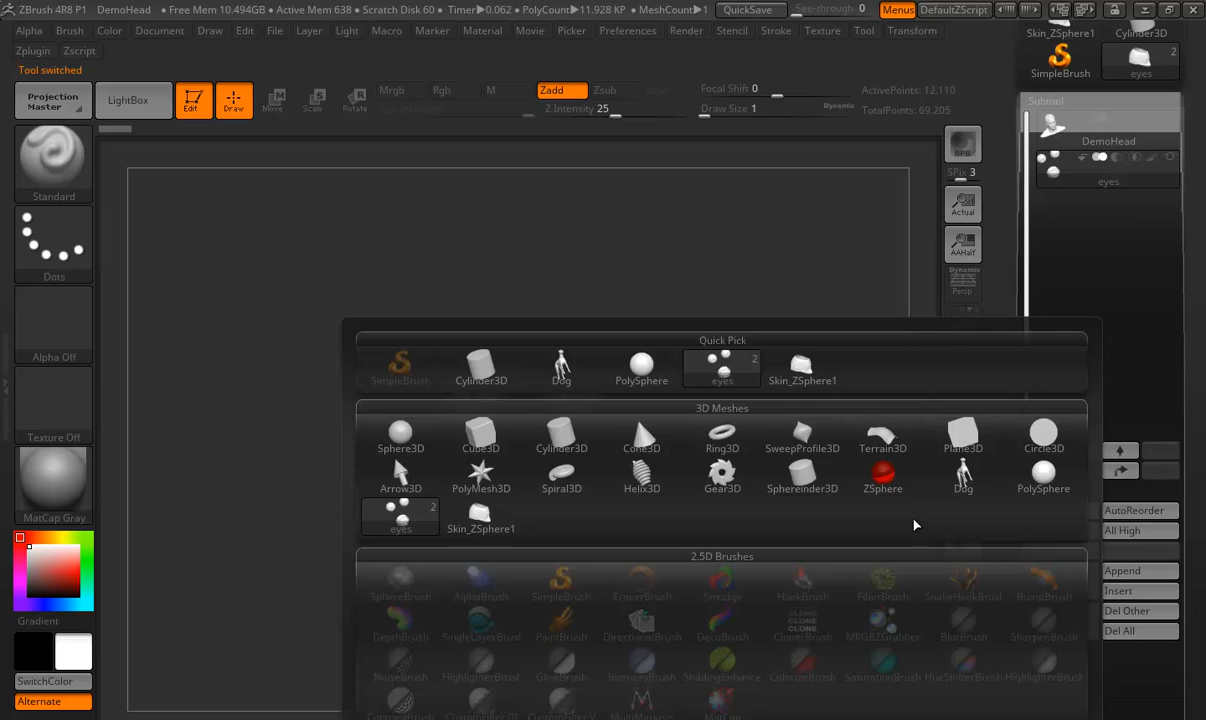 ZBrush 4R8 P1 DemoHead • Free Mem 10.494GB • Active Mem 638 • Scratch Disk 60 • Timer▶0.062 • PolyCount▶11.928 KP • MeshCount▶1 QuickSave See-through 0 Menus DefaultZScript
Alpha Brush Color Document Draw Edit File Layer Light Macro Marker Material Movie Picker Preferences Render Stencil Stroke Texture Tool Transform
Zplugin Zscript
Tool switched
Projection Master
LightBox
Edit
Draw
Move
Scale
Rotate
Mrgb Rgb M Zadd Zsub
Z Intensity 25
Focal Shift 0
Draw Size 1
Dynamic
ActivePoints: 12,110
TotalPoints: 69,205
Skin_ZSphere1 Cylinder3D
SimpleBrush 2 eyes
Subtool
DemoHead
eyes
Standard
Dots
Alpha Off
Texture Off
MatCap Gray
Gradient
SwitchColor
Alternate
BPR
SPix 3
Actual
AAHalf
Dynamic
Persp
Quick Pick
SimpleBrush Cylinder3D Dog PolySphere 2 eyes Skin_ZSphere1
3D Meshes
Sphere3D Cube3D Cylinder3D Cone3D Ring3D SweepProfile3D Terrain3D Plane3D Circle3D
Arrow3D PolyMesh3D Spiral3D Helix3D Gear3D Sphereinder3D ZSphere Dog PolySphere
2 eyes Skin_ZSphere1
2.5D Brushes
SphereBrush AlphaBrush SimpleBrush EraserBrush Smudge HookBrush FiberBrush SnakeHookBrush BumpBrush
DepthBrush SingleLayerBrush PaintBrush DirectionalBrush DecoBrush CLONE CLONE ClonerBrush MRGBZGrabber BlurBrush SharpenBrush
NoiseBrush HighlighterBrush GlowBrush IntensityBrush ShadingEnhance ColorizeBrush SaturationBrush HueShifterBrush HighlighterBrush
ContrastBrush MultiMarkers MatCap
AutoReorder
All High
Append
Insert
Del Other
Del All